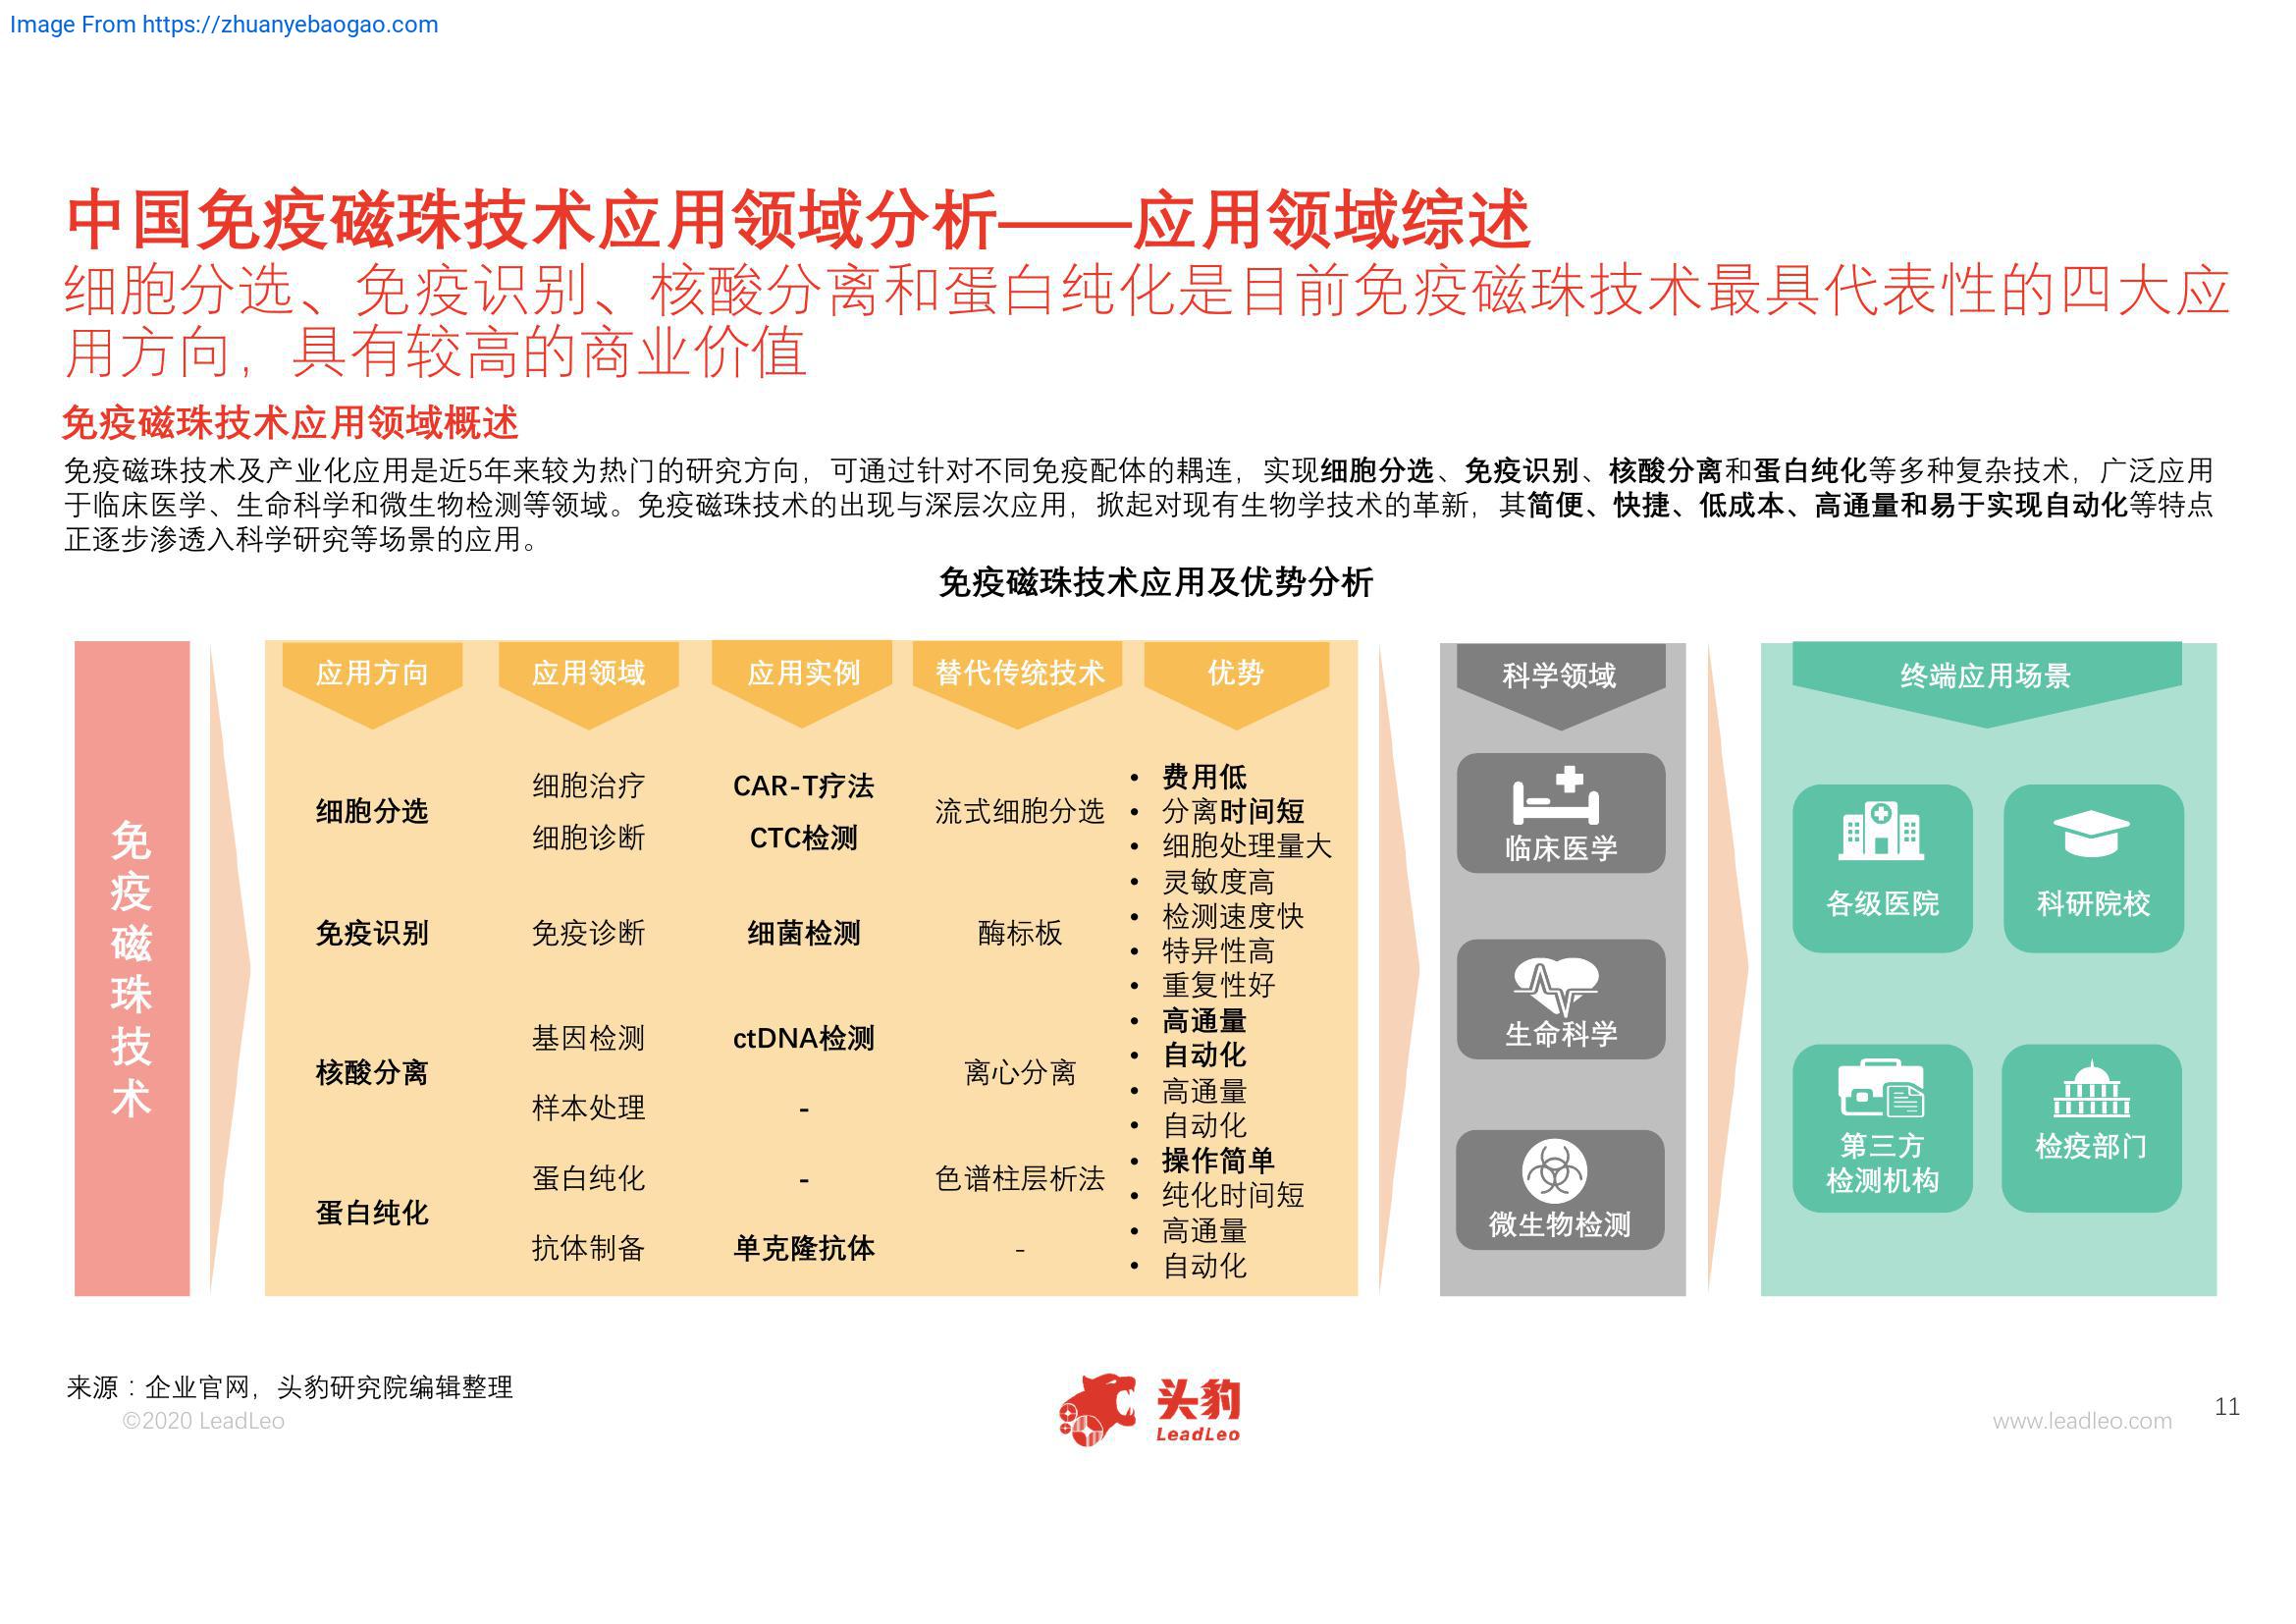 Image From https://zhuanyebaogao.com
中国免疫磁珠技术应用领域分析——应用领域综述
细胞分选、免疫识别、核酸分离和蛋白纯化是目前免疫磁珠技术最具代表性的四大应
用方向，具有较高的商业价值
免疫磁珠技术应用领域概述
免疫磁珠技术及产业化应用是近5年来较为热门的研究方向，可通过针对不同免疫配体的耦连，实现细胞分选、免疫识别、核酸分离和蛋白纯化等多种复杂技术，广泛应用
于临床医学、生命科学和微生物检测等领域。免疫磁珠技术的出现与深层次应用，掀起对现有生物学技术的革新，其简便、快捷、低成本、高通量和易于实现自动化等特点
正逐步渗透入科学研究等场景的应用。
免疫磁珠技术应用及优势分析
免疫磁珠技术
应用方向
应用领域
应用实例
替代传统技术
优势
细胞分选
细胞治疗
CAR-T疗法
细胞诊断
CTC检测
流式细胞分选
• 费用低
• 分离时间短
• 细胞处理量大
免疫识别
免疫诊断
细菌检测
酶标板
• 灵敏度高
• 检测速度快
• 特异性高
• 重复性好
核酸分离
基因检测
ctDNA检测
样本处理
-
离心分离
• 高通量
• 自动化
• 高通量
• 自动化
蛋白纯化
蛋白纯化
-
色谱柱层析法
• 操作简单
• 纯化时间短
抗体制备
单克隆抗体
-
• 高通量
• 自动化
科学领域
临床医学
生命科学
微生物检测
终端应用场景
各级医院
科研院校
第三方
检测机构
检疫部门
来源：企业官网，头豹研究院编辑整理
©2020 LeadLeo
头豹
LeadLeo
www.leadleo.com
11